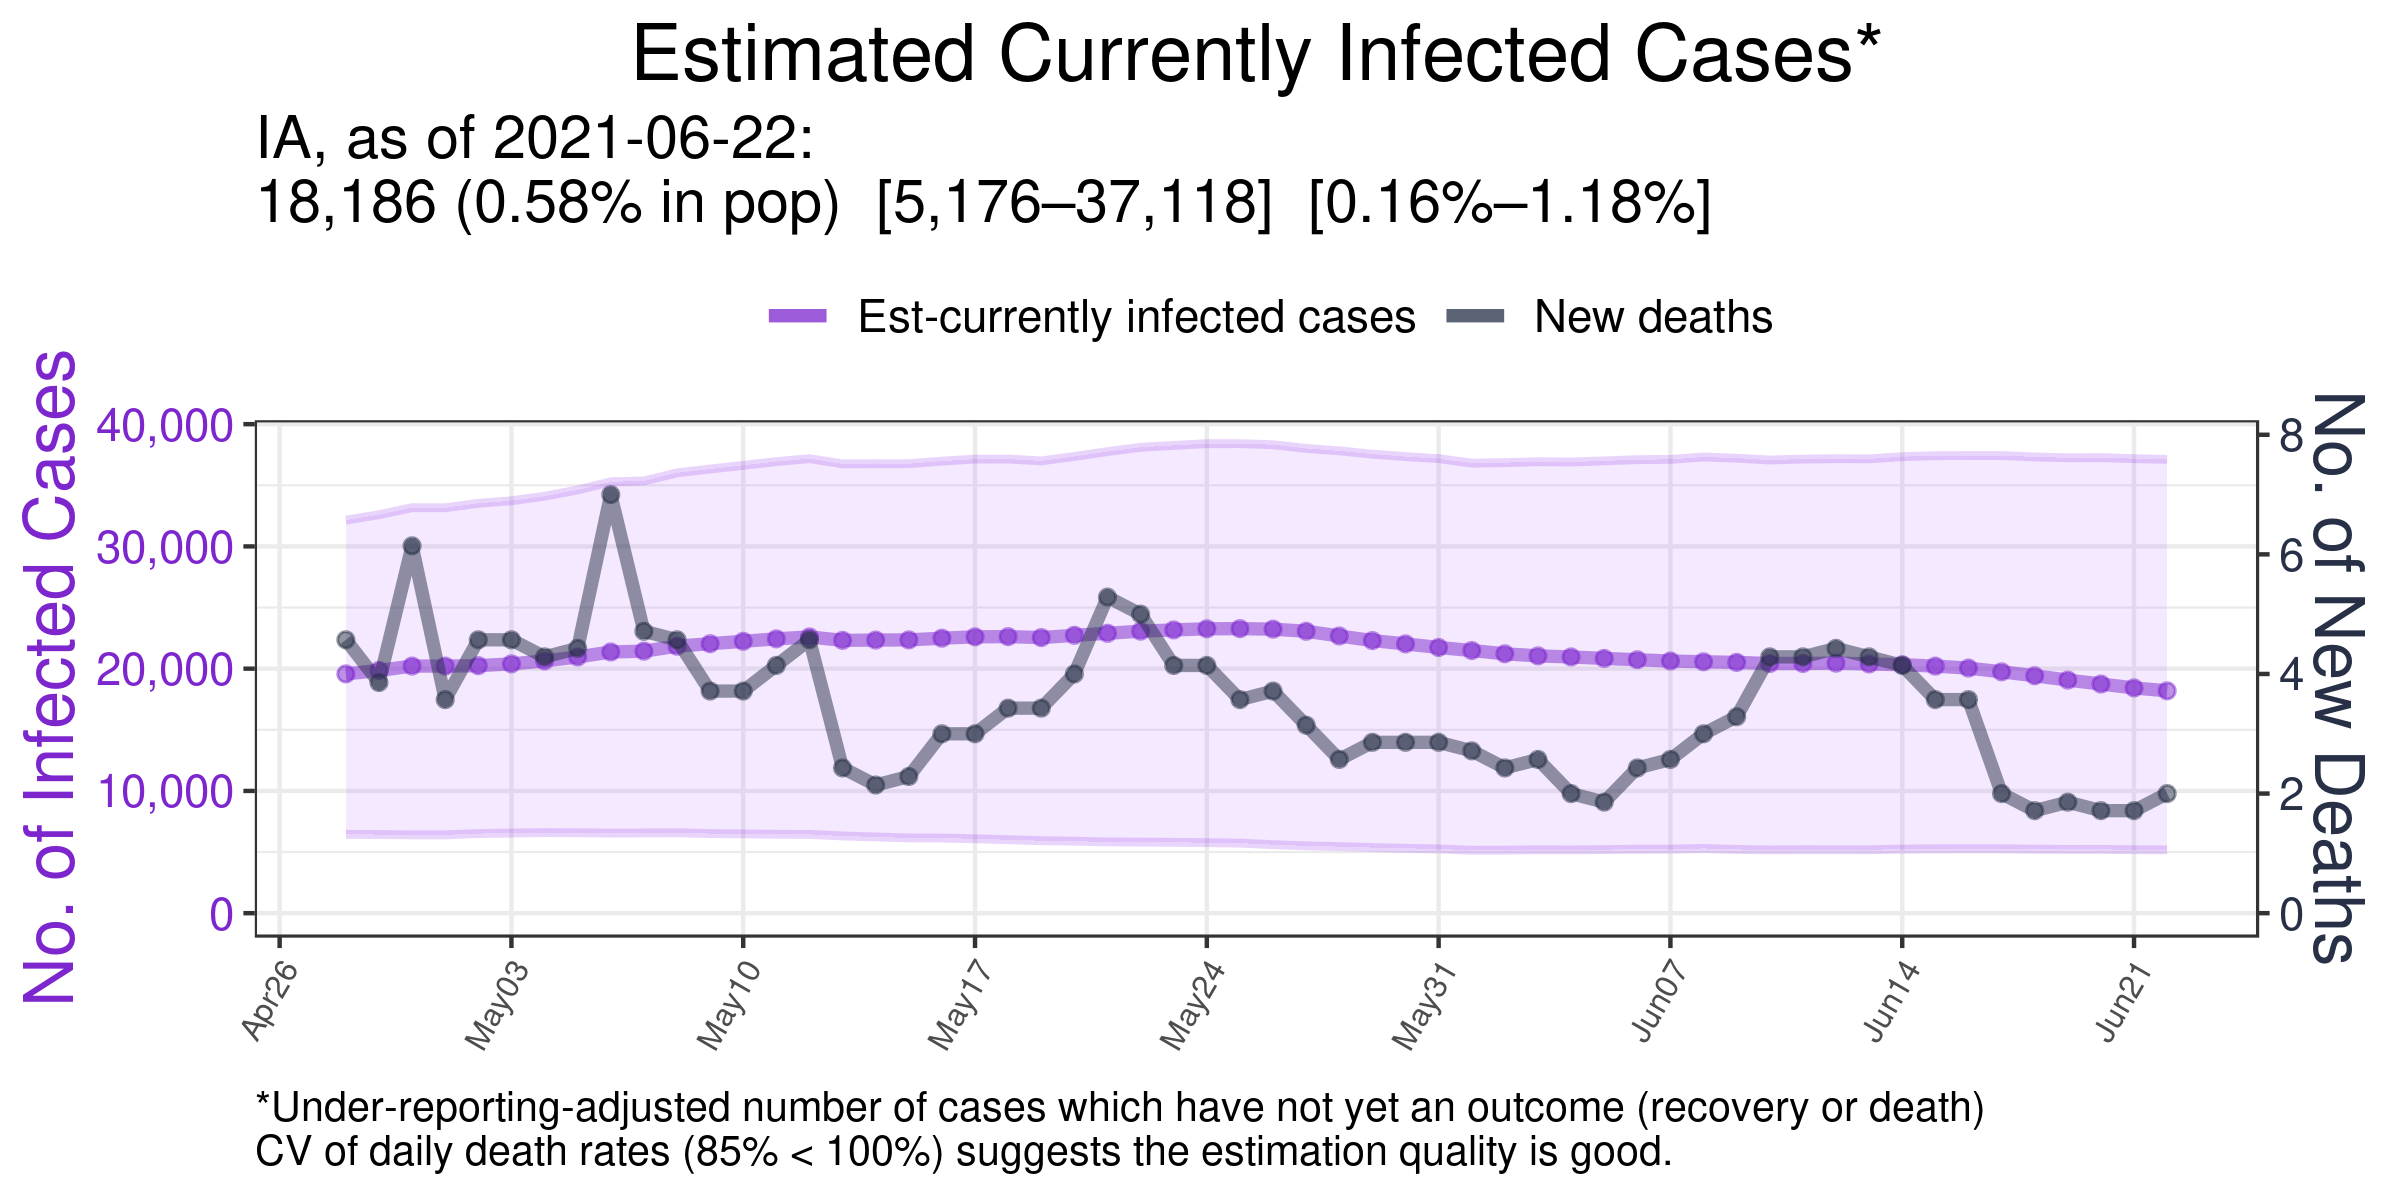 Estimated Currently Infected Cases*
IA, as of 2021-06-22:
18,186 (0.58% in pop)  [5,176–37,118]  [0.16%–1.18%]
Est-currently infected cases
New deaths
No. of Infected Cases
40,000
30,000
20,000
10,000
0
8
6
4
2
0
No. of New Deaths
Apr26
May03
May10
May17
May24
May31
Jun07
Jun14
Jun21
*Under-reporting-adjusted number of cases which have not yet an outcome (recovery or death)
CV of daily death rates (85% < 100%) suggests the estimation quality is good.